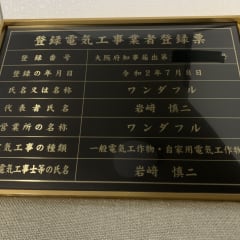 登録電気工事業者登録票
登録番号 大阪府知事届出第
登録の年月日 令和2年7月8日
氏名又は名称 ワンダフル
代表者氏名 岩﨑 慎二
営業所の名称 ワンダフル
電気工事の種類 一般電気工作物・自家用電気工作物
電気工事士等の氏名 岩﨑 慎二